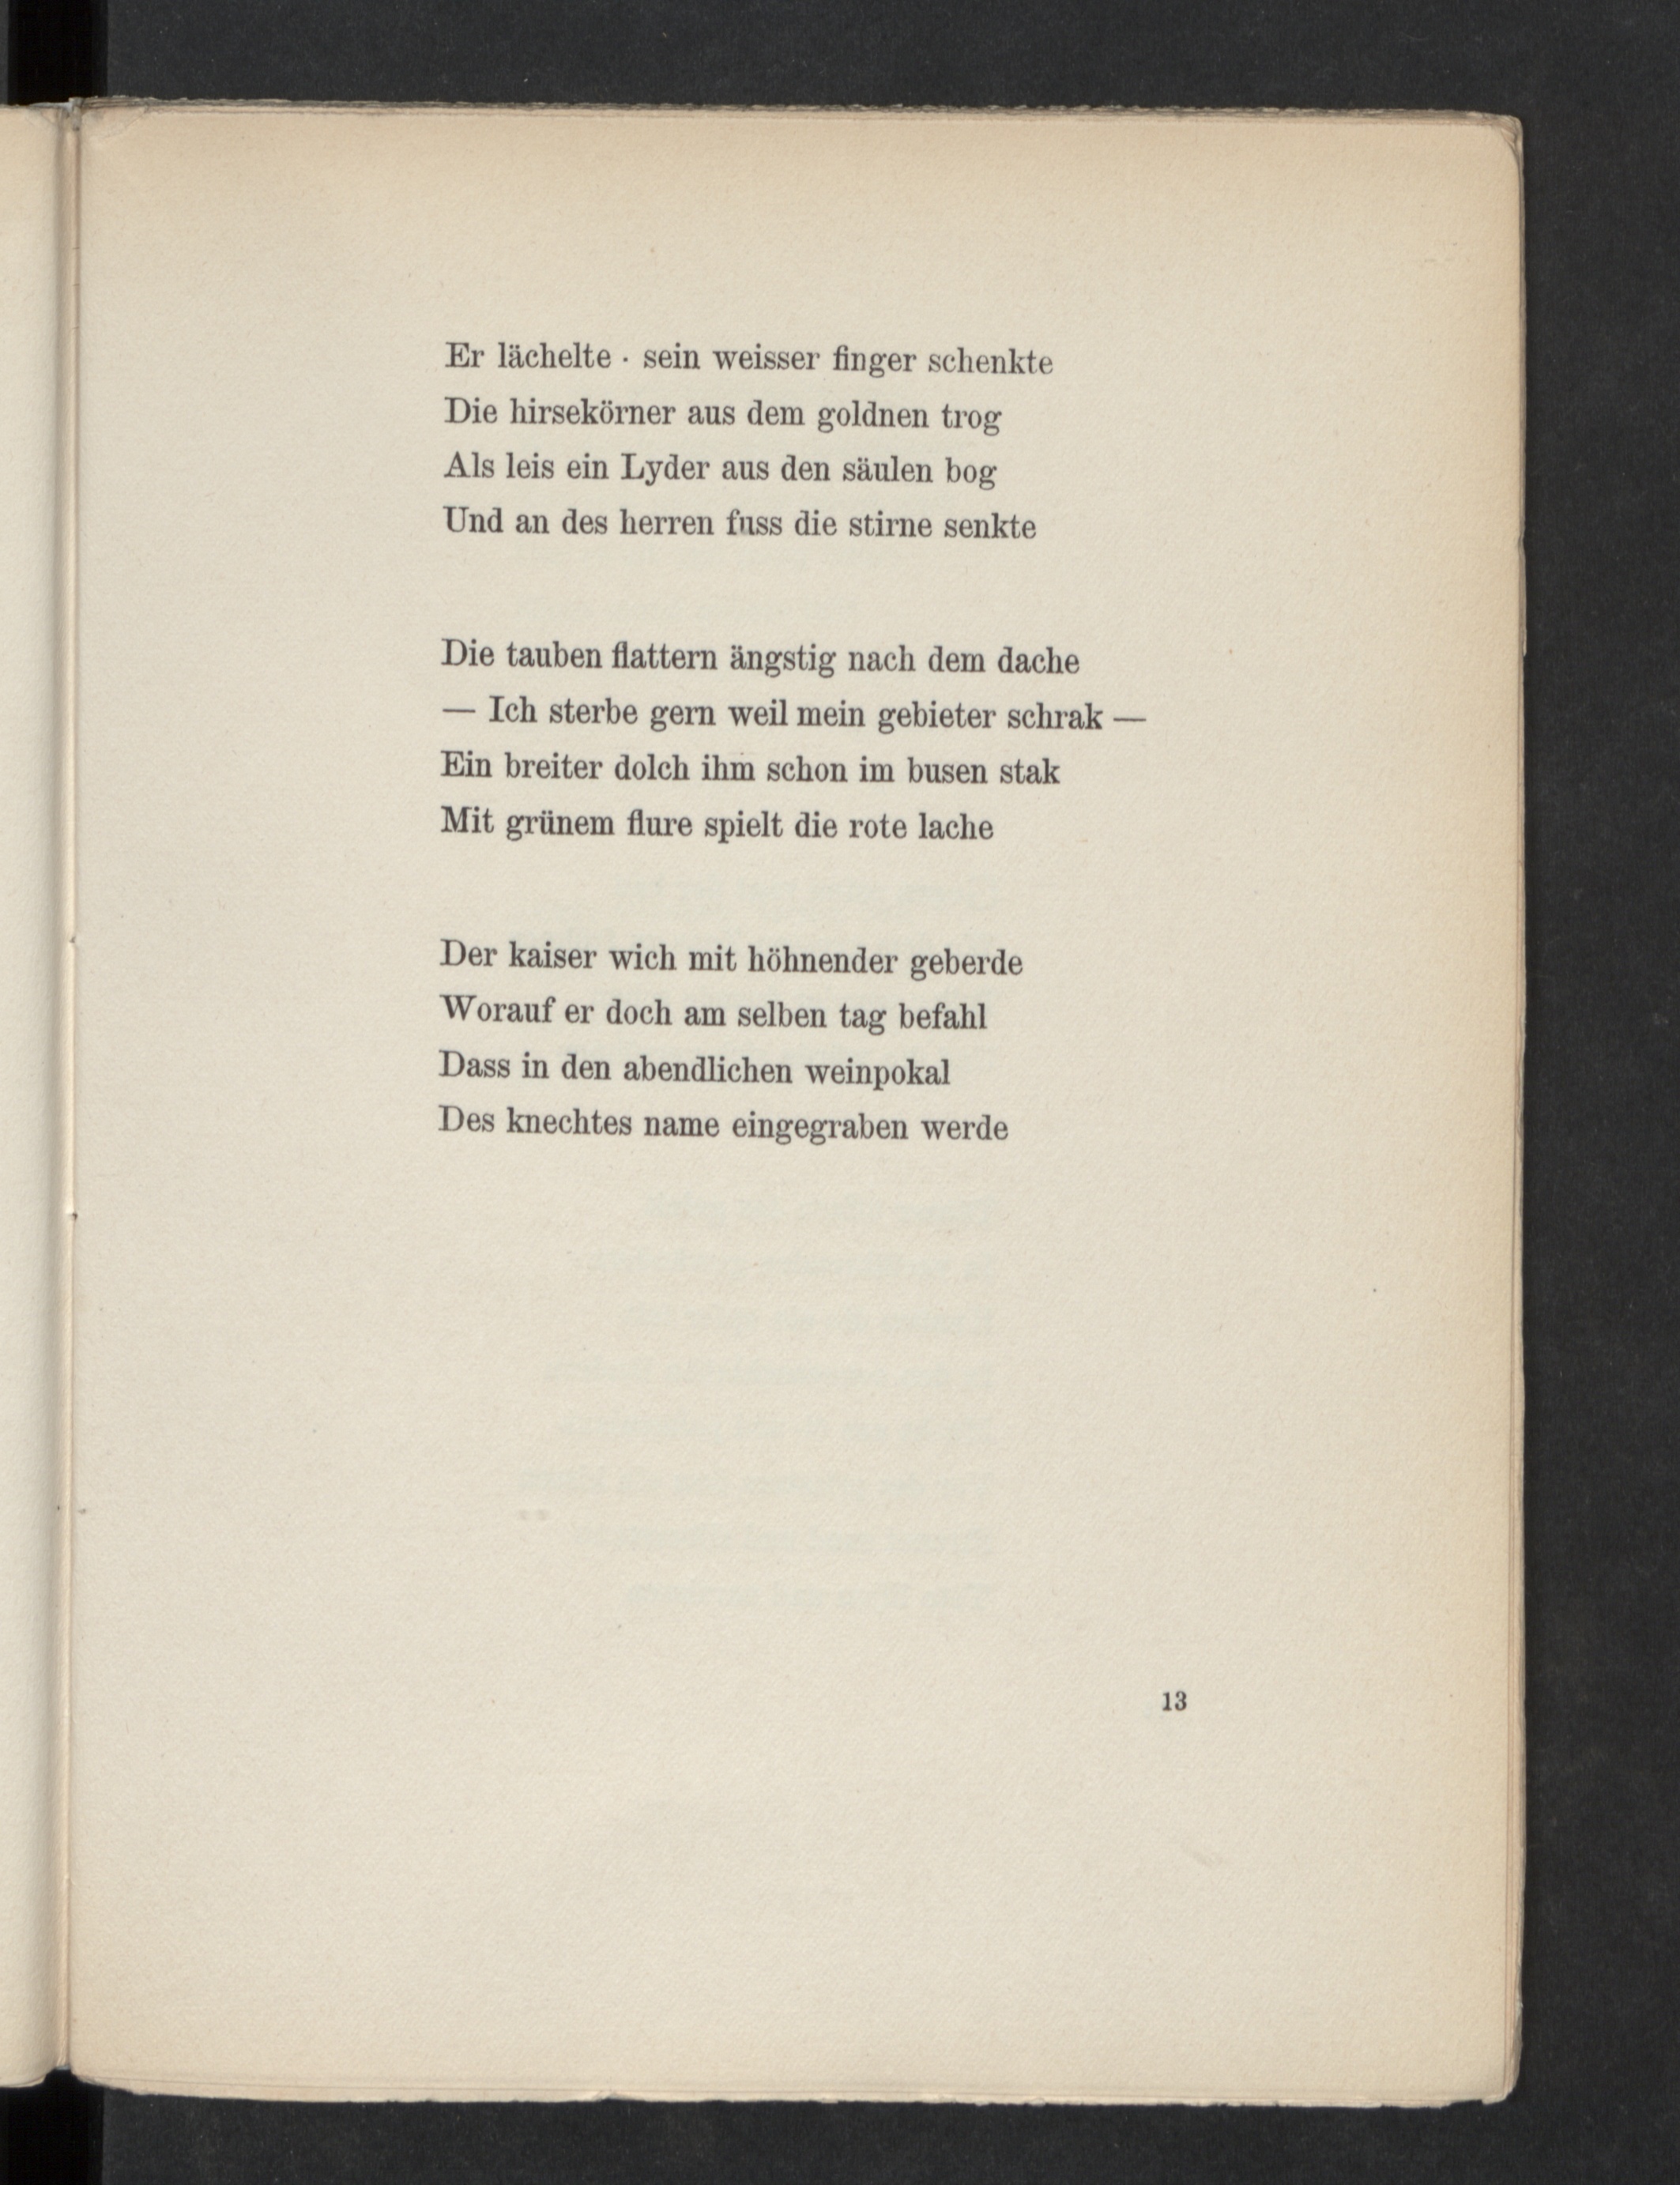 Er lächelte · sein weisser finger schenkte
Die hirsekörner aus dem goldnen trog
Als leis ein Lyder aus den säulen bog
Und an des herren fuss die stirne senkte
Die tauben flattern ängstig nach dem dache
— Ich sterbe gern weil mein gebieter schrak —
Ein breiter dolch ihm schon im busen stak
Mit grünem flure spielt die rote lache
Der kaiser wich mit höhnender geberde
Worauf er doch am selben tag befahl
Dass in den abendlichen weinpokal
Des knechtes name eingegraben werde
13